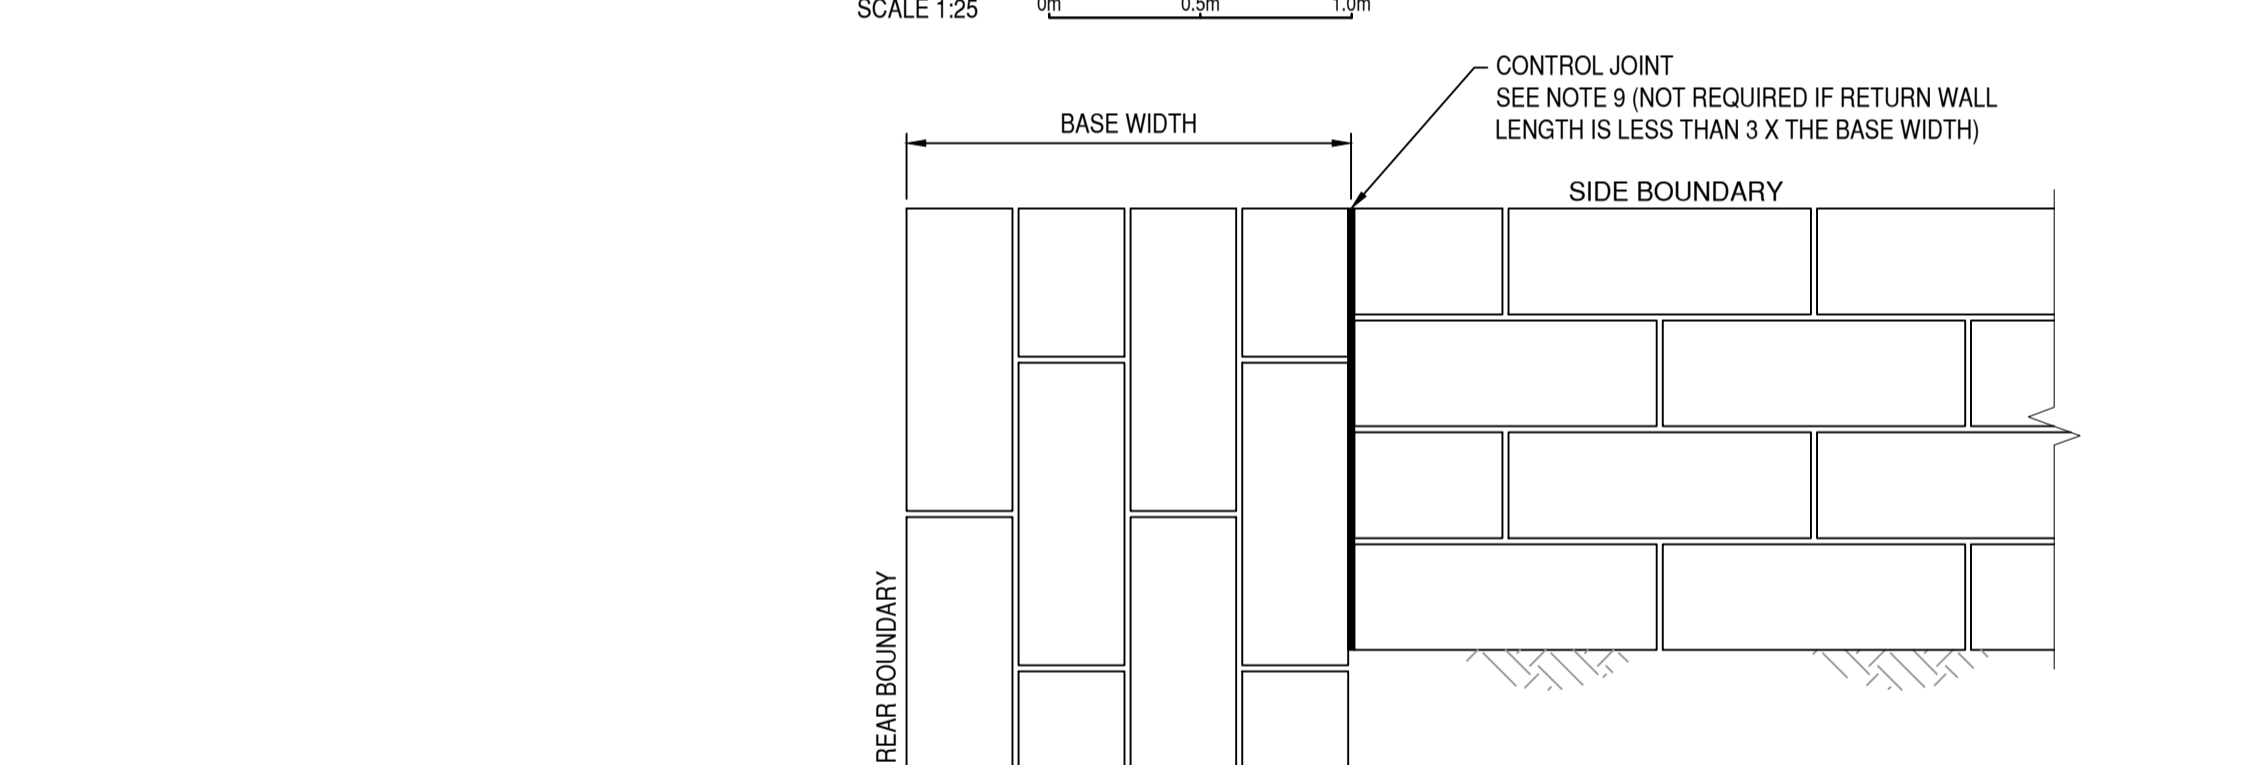 SCALE 1:25
0m 0.5m 1.0m
CONTROL JOINT
SEE NOTE 9 (NOT REQUIRED IF RETURN WALL
LENGTH IS LESS THAN 3 X THE BASE WIDTH)
BASE WIDTH
SIDE BOUNDARY
REAR BOUNDARY